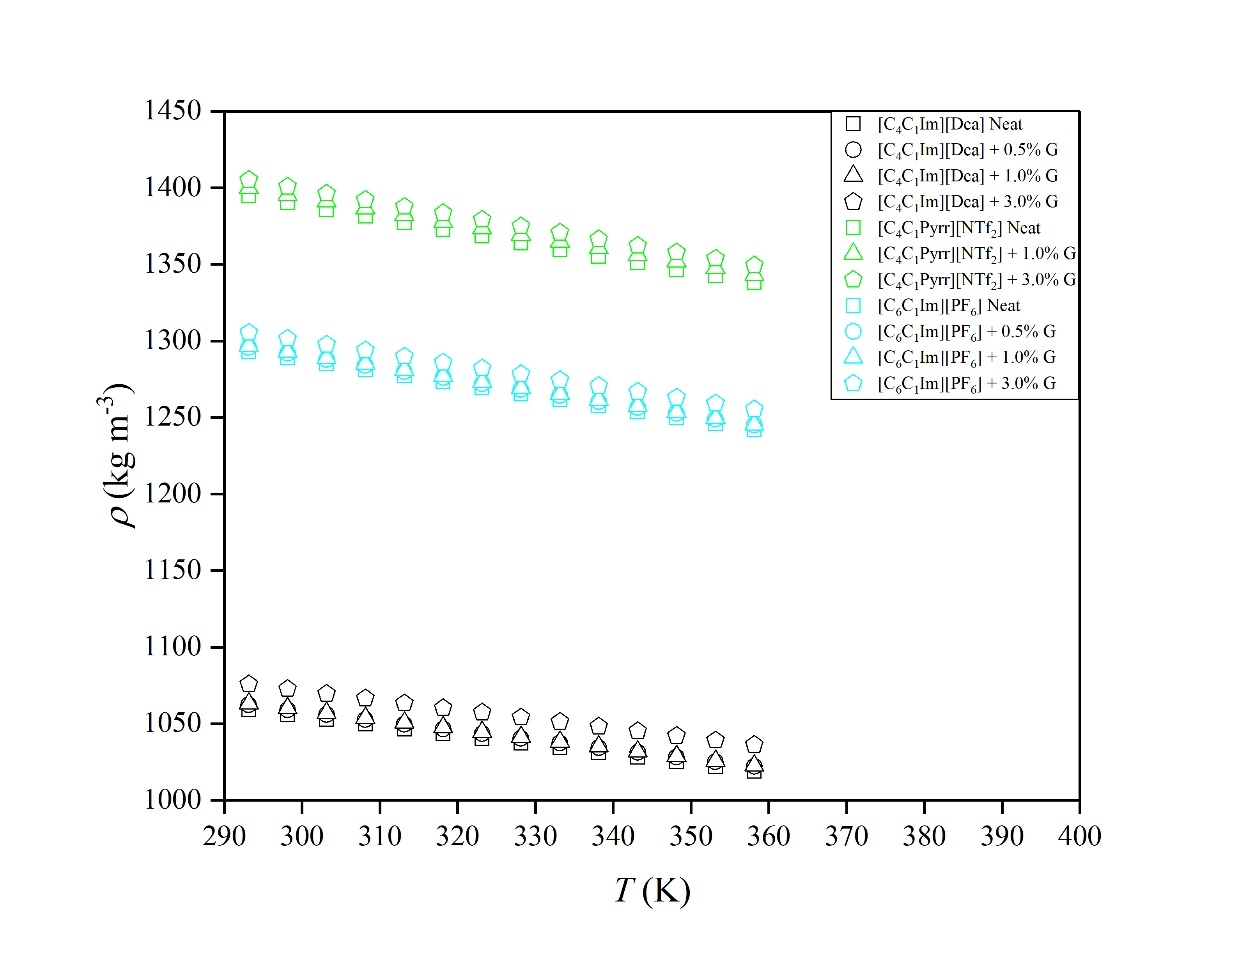 1450
1400
1350
1300
1250
1200
1150
1100
1050
1000
ρ (kg m⁻³)
290 300 310 320 330 340 350 360 370 380 390 400
T (K)
[C₄C₁Im][Dca] Neat
[C₄C₁Im][Dca] + 0.5% G
[C₄C₁Im][Dca] + 1.0% G
[C₄C₁Im][Dca] + 3.0% G
[C₄C₁Pyrr][NTf₂] Neat
[C₄C₁Pyrr][NTf₂] + 1.0% G
[C₄C₁Pyrr][NTf₂] + 3.0% G
[C₆C₁Im][PF₆] Neat
[C₆C₁Im][PF₆] + 0.5% G
[C₆C₁Im][PF₆] + 1.0% G
[C₆C₁Im][PF₆] + 3.0% G